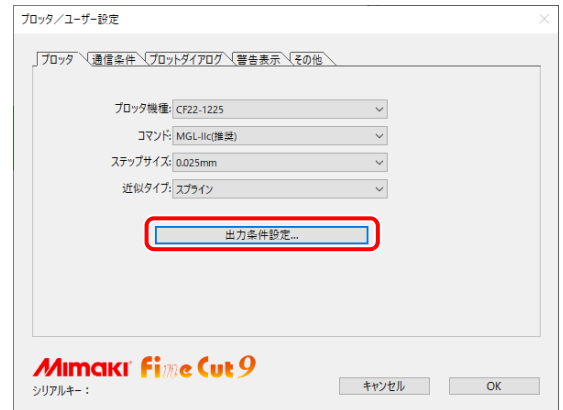 プロッタ／ユーザー設定
プロッタ 通信条件 プロットダイアログ 警告表示 その他
プロッタ機種: CF22-1225
コマンド: MGL-IIc(推奨)
ステップサイズ: 0.025mm
近似タイプ: スプライン
出力条件設定...
Mimaki Fine Cut 9
シリアルキー：
キャンセル OK